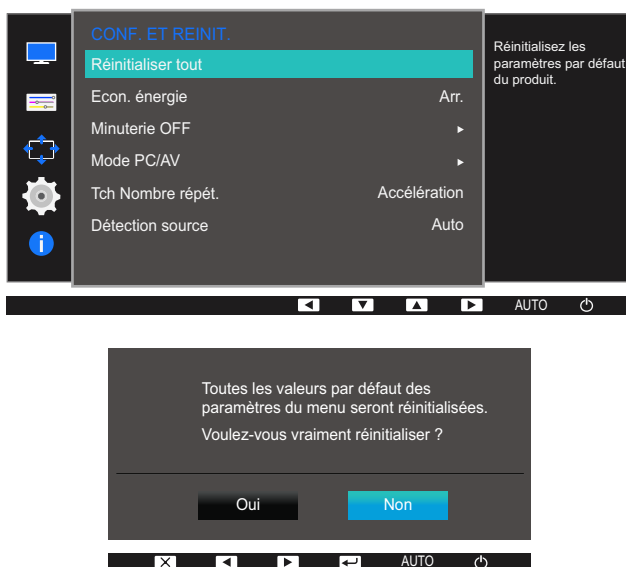 CONF. ET REINIT.
Réinitialiser tout
Econ. énergie Arr.
Minuterie OFF
Mode PC/AV
Tch Nombre répét. Accélération
Détection source Auto
Réinitialisez les
paramètres par défaut
du produit.
AUTO
Toutes les valeurs par défaut des
paramètres du menu seront réinitialisées.
Voulez-vous vraiment réinitialiser ?
Oui Non
AUTO